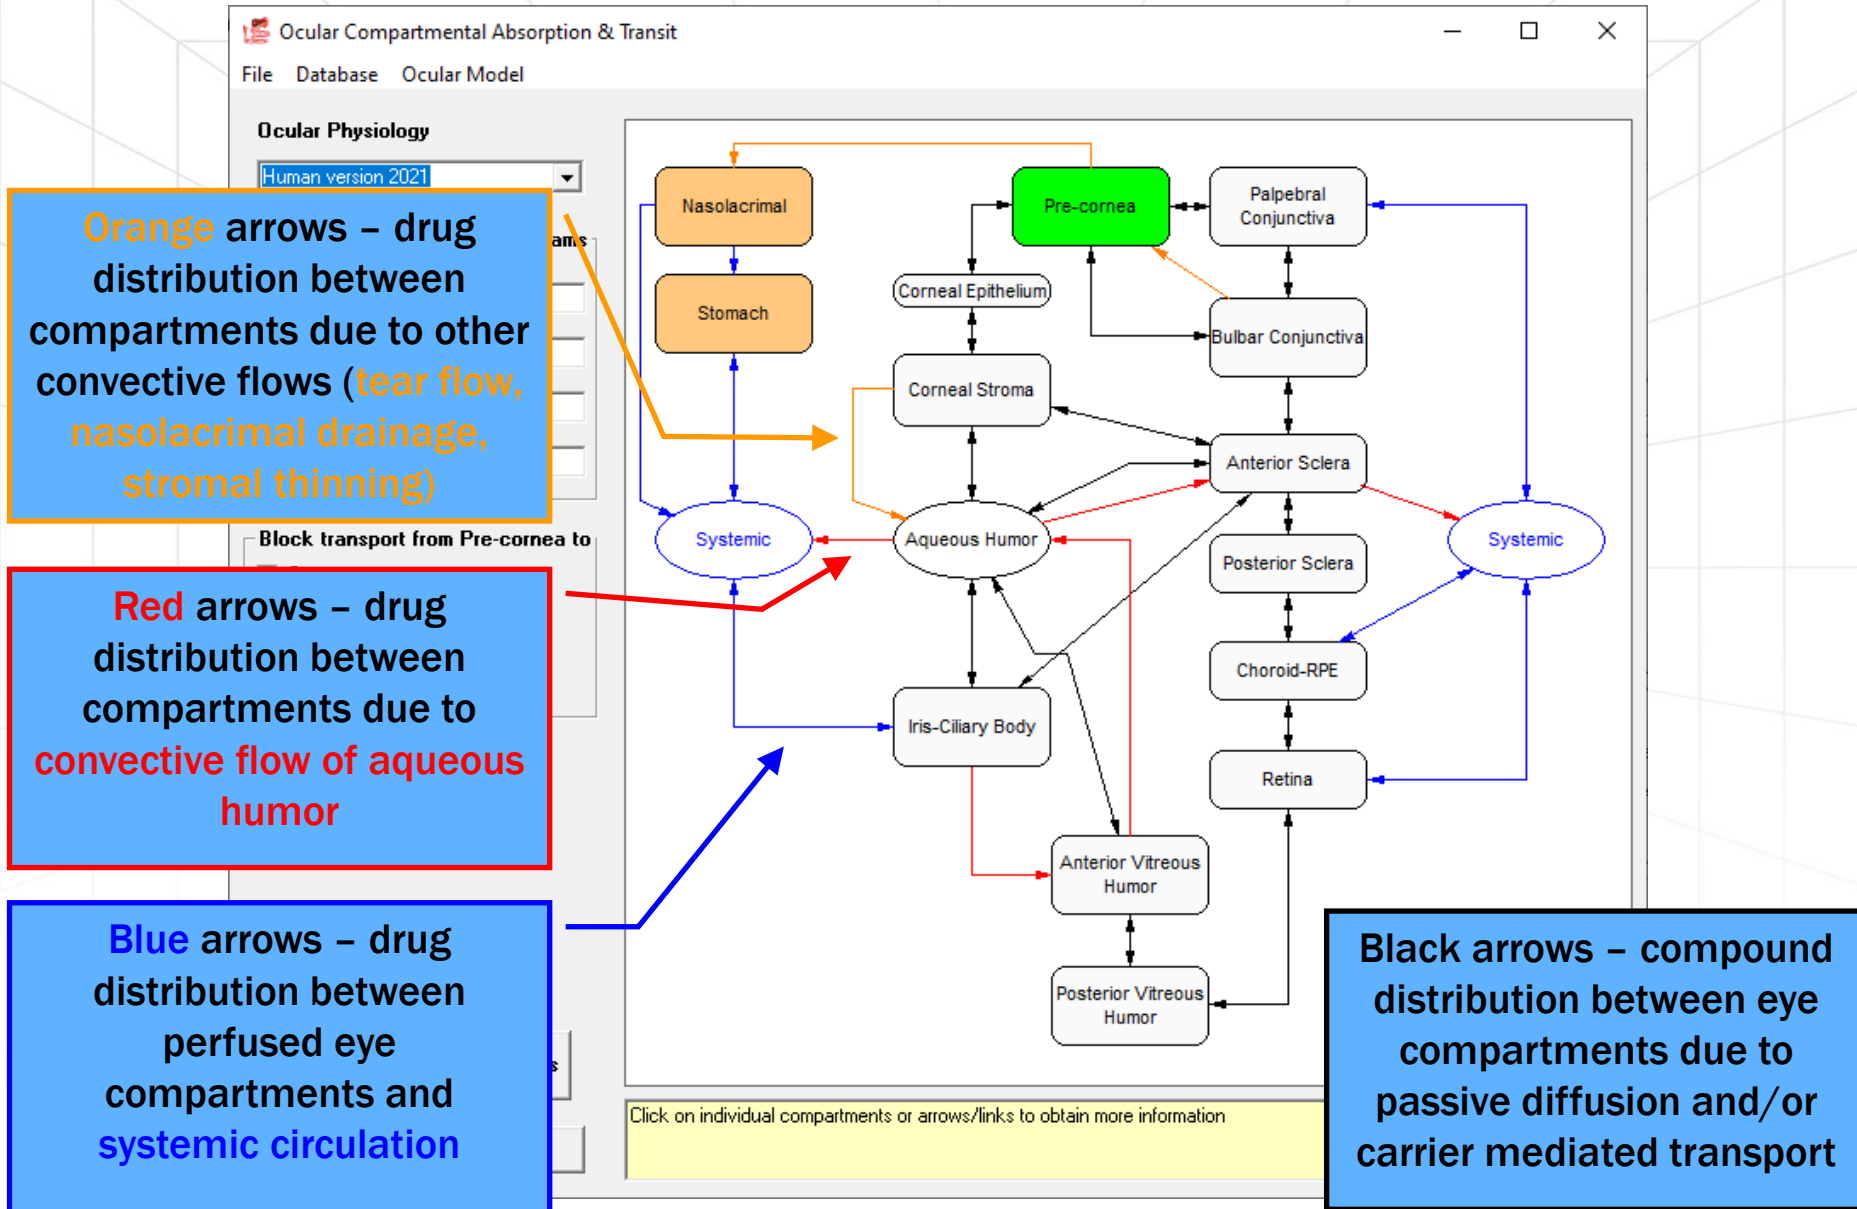 Ocular Compartmental Absorption & Transit
File Database Ocular Model
Ocular Physiology
Human version 2021
Orange arrows – drug
distribution between
compartments due to other
convective flows (tear flow,
nasolacrimal drainage,
stromal thinning)
Block transport from Pre-cornea to
Red arrows – drug
distribution between
compartments due to
convective flow of aqueous
humor
Blue arrows – drug
distribution between
perfused eye
compartments and
systemic circulation
Nasolacrimal
Pre-cornea
Palpebral
Conjunctiva
Corneal Epithelium
Stomach
Bulbar Conjunctiva
Corneal Stroma
Anterior Sclera
Systemic
Aqueous Humor
Systemic
Posterior Sclera
Choroid-RPE
Iris-Ciliary Body
Retina
Anterior Vitreous
Humor
Posterior Vitreous
Humor
Click on individual compartments or arrows/links to obtain more information
Black arrows – compound
distribution between eye
compartments due to
passive diffusion and/or
carrier mediated transport